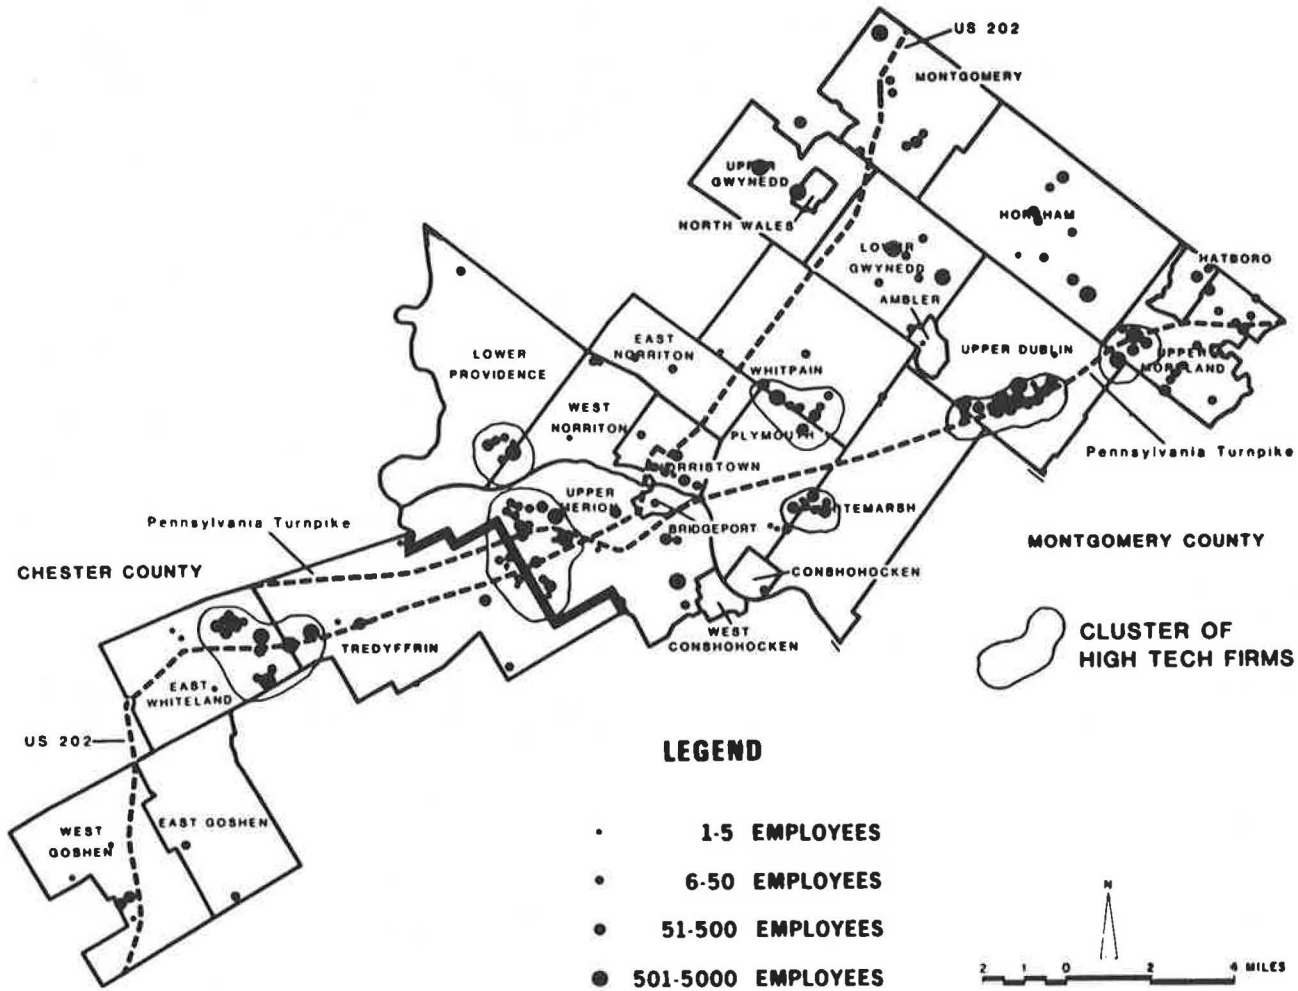 US 202
MONTGOMERY
UPPER
GWYNEDD
NORTH WALES
HORSHAM
HATBORO
LOWER
GWYNEDD
AMBLER
EAST
NORRITON
LOWER
PROVIDENCE
WHITPAIN
UPPER DUBLIN
UPPER
MORELAND
WEST
NORRITON
PLYMOUTH
Pennsylvania Turnpike
NORRISTOWN
UPPER
MERION
BRIDGEPORT
WHITEMARSH
Pennsylvania Turnpike
MONTGOMERY COUNTY
CHESTER COUNTY
CONSHOHOCKEN
WEST
CONSHOHOCKEN
TREDYFFRIN
CLUSTER OF
HIGH TECH FIRMS
EAST
WHITELAND
US 202
LEGEND
WEST
GOSHEN
EAST GOSHEN
1-5 EMPLOYEES
6-50 EMPLOYEES
51-500 EMPLOYEES
501-5000 EMPLOYEES
N
2 1 0 2 4 MILES